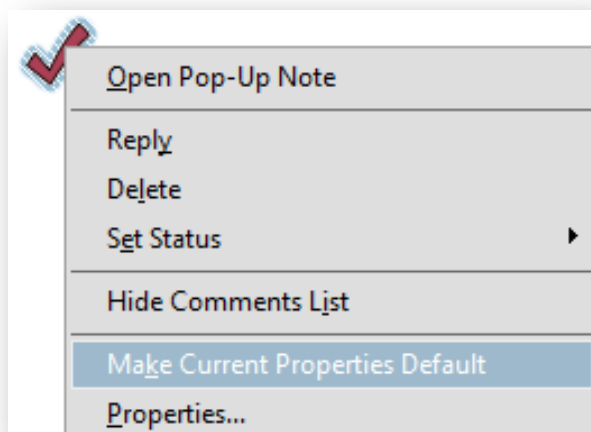 Open Pop-Up Note
Reply
Delete
Set Status
Hide Comments List
Make Current Properties Default
Properties...